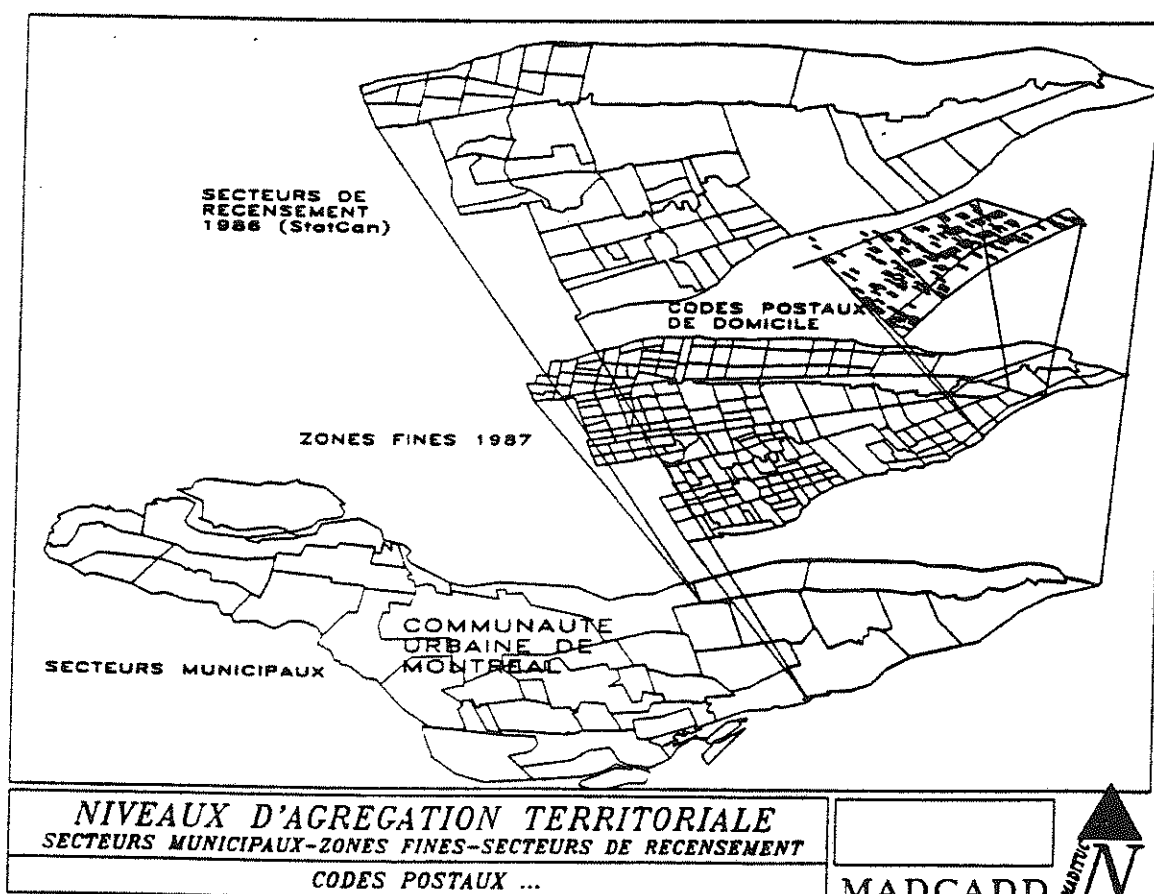 SECTEURS DE
RECENSEMENT
1986 (StatCan)
CODES POSTAUX
DE DOMICILE
ZONES FINES 1987
COMMUNAUTE
URBAINE DE
MONTREAL
SECTEURS MUNICIPAUX
NIVEAUX D'AGREGATION TERRITORIALE
SECTEURS MUNICIPAUX-ZONES FINES-SECTEURS DE RECENSEMENT
CODES POSTAUX ...
MADCADD
MADITUC
N